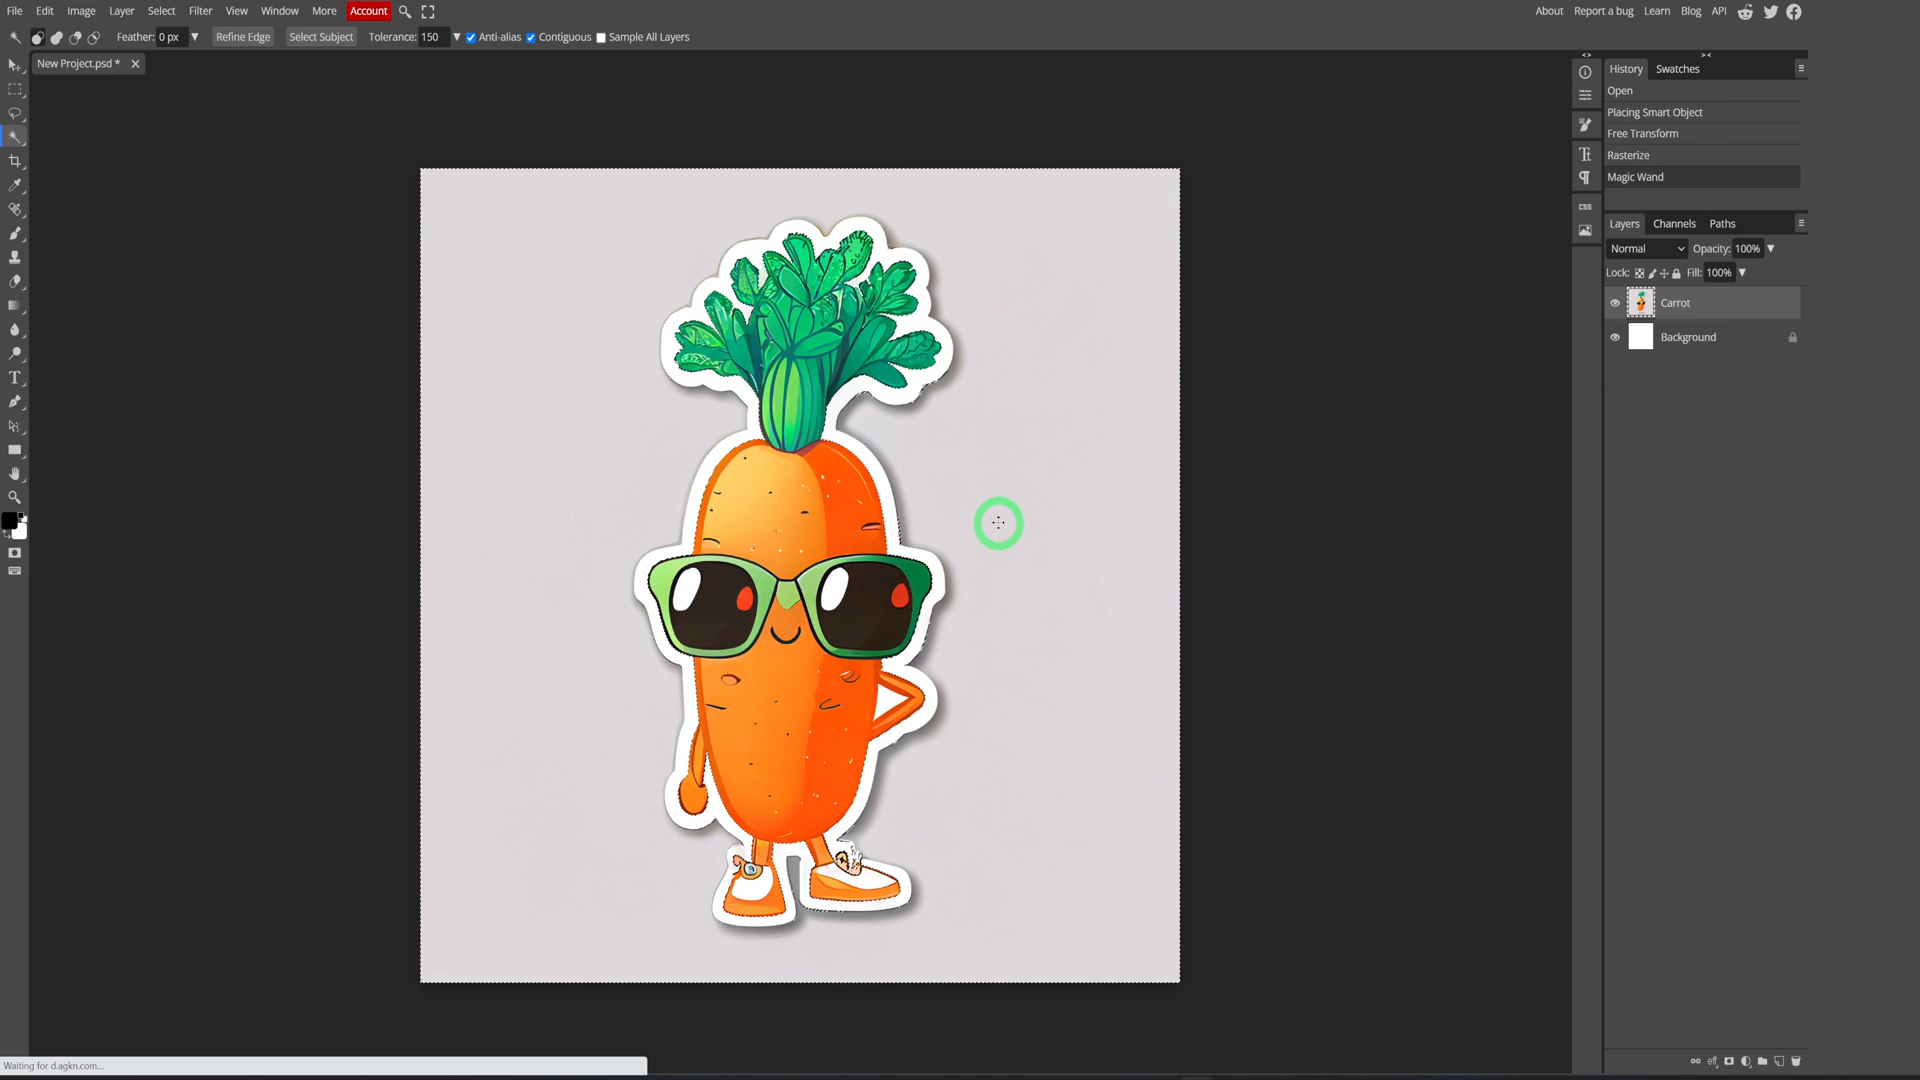 File Edit Image Layer Select Filter View Window More Account About Report a bug Learn Blog API
Feather: 0 px Refine Edge Select Subject Tolerance: 150 Anti-alias Contiguous Sample All Layers
New Project.psd *
History Swatches
Open
Placing Smart Object
Free Transform
Rasterize
Magic Wand
Layers Channels Paths
Normal Opacity: 100%
Lock: Fill: 100%
Carrot
Background
CSS
eff
Waiting for d.agkn.com...